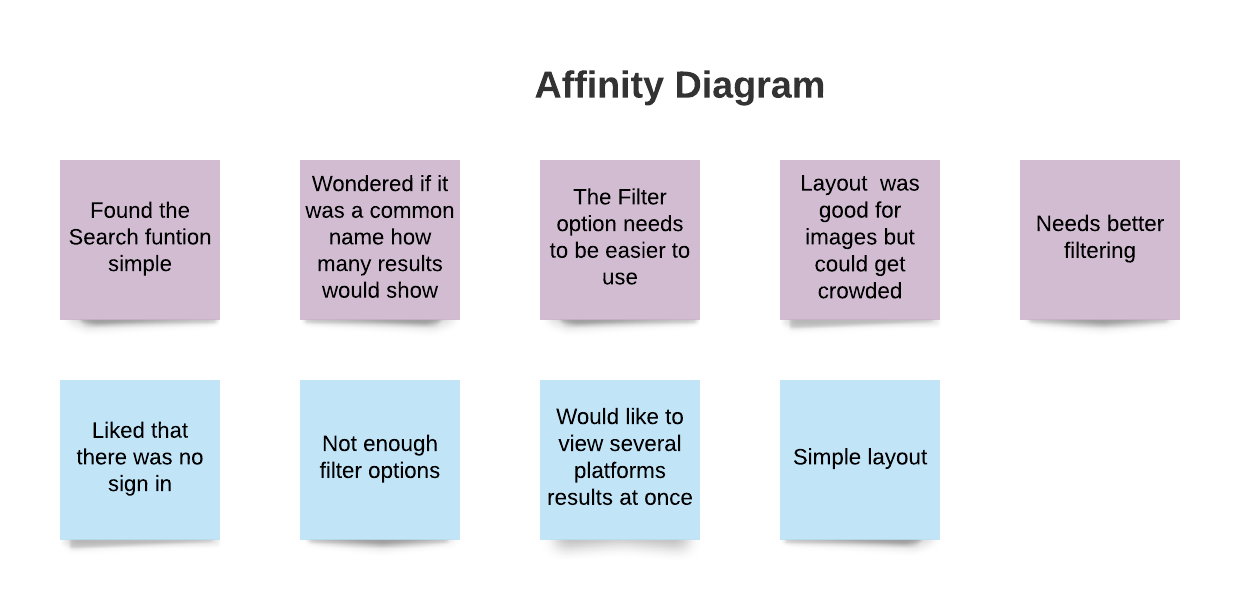 Affinity Diagram
Found the
Search funtion
simple
Wondered if it
was a common
name how
many results
would show
The Filter
option needs
to be easier to
use
Layout  was
good for
images but
could get
crowded
Needs better
filtering
Liked that
there was no
sign in
Not enough
filter options
Would like to
view several
platforms
results at once
Simple layout